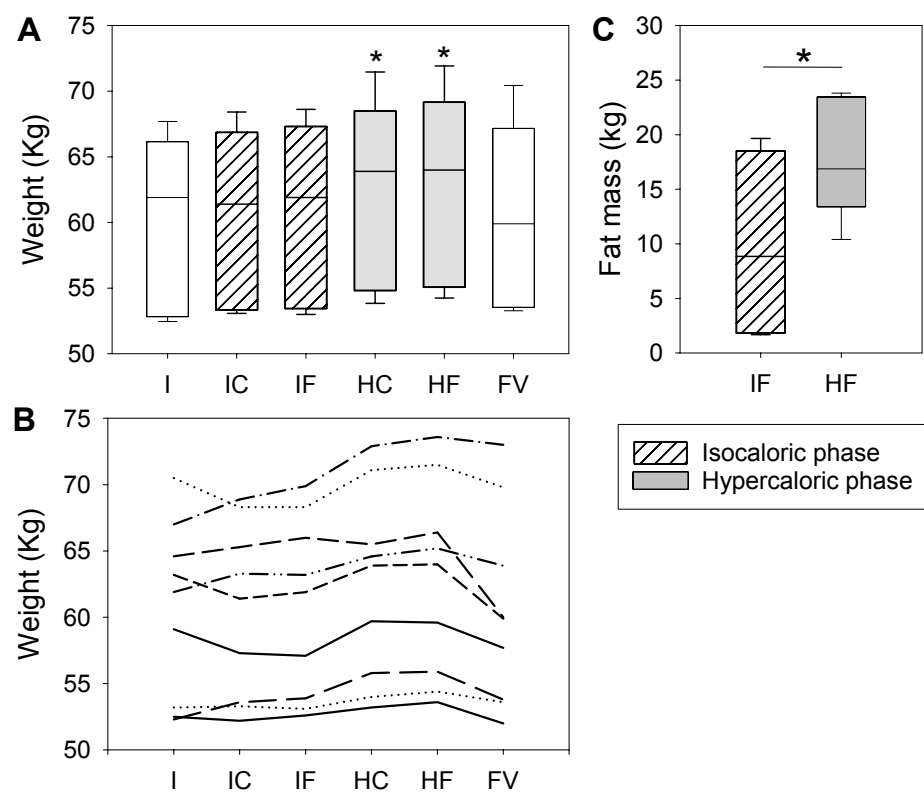 A
75
70
65
60
55
50
Weight (Kg)
* *
I IC IF HC HF FV
C
30
25
20
15
10
5
0
Fat mass (kg)
*
IF HF
Isocaloric phase
Hypercaloric phase
B
75
70
65
60
55
50
Weight (Kg)
I IC IF HC HF FV